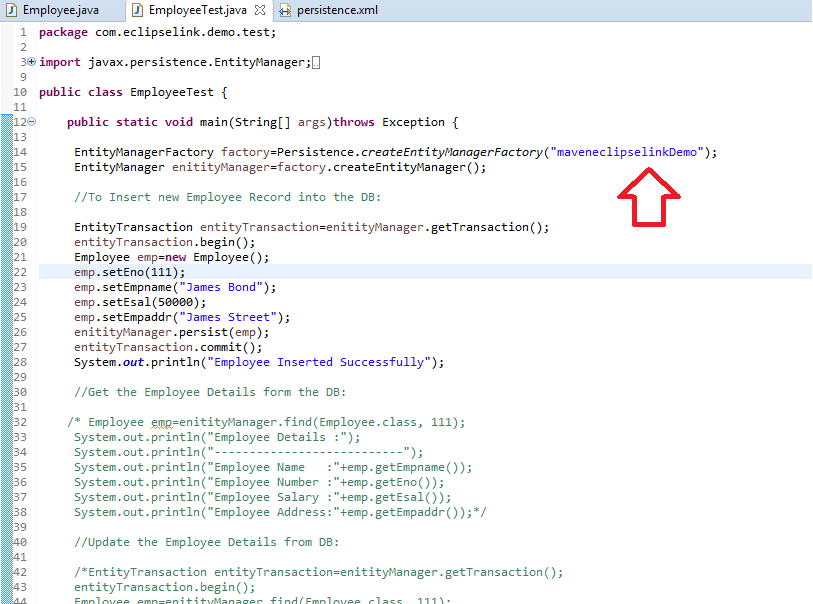 Employee.java EmployeeTest.java persistence.xml
1 package com.eclipselink.demo.test;
2
3 import javax.persistence.EntityManager;
9
10 public class EmployeeTest {
11
12 public static void main(String[] args)throws Exception {
13
14 EntityManagerFactory factory=Persistence.createEntityManagerFactory("maveneclipselinkDemo");
15 EntityManager enitityManager=factory.createEntityManager();
16
17 //To Insert new Employee Record into the DB:
18
19 EntityTransaction entityTransaction=enitityManager.getTransaction();
20 entityTransaction.begin();
21 Employee emp=new Employee();
22 emp.setEno(111);
23 emp.setEmpname("James Bond");
24 emp.setEsal(50000);
25 emp.setEmpaddr("James Street");
26 enitityManager.persist(emp);
27 entityTransaction.commit();
28 System.out.println("Employee Inserted Successfully");
29
30 //Get the Employee Details form the DB:
31
32 /* Employee emp=enitityManager.find(Employee.class, 111);
33 System.out.println("Employee Details :");
34 System.out.println("---------------------------");
35 System.out.println("Employee Name   :"+emp.getEmpname());
36 System.out.println("Employee Number :"+emp.getEno());
37 System.out.println("Employee Salary :"+emp.getEsal());
38 System.out.println("Employee Address:"+emp.getEmpaddr());*/
39
40 //Update the Employee Details from DB:
41
42 /*EntityTransaction entityTransaction=enitityManager.getTransaction();
43 entityTransaction.begin();
44 Employee emp=enitityManager.find(Employee.class, 111);